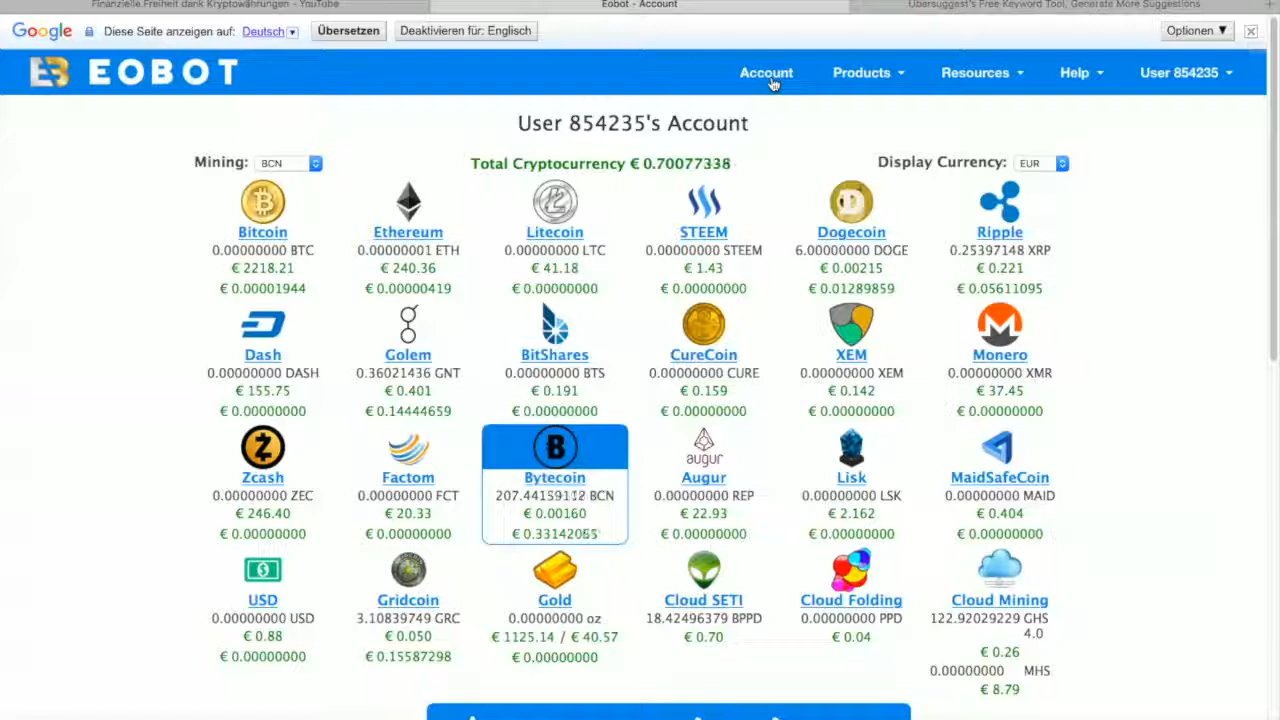 Finanzielle Freiheit dank Kryptowährungen - YouTube
Eobot - Account
Übersuggest's Free Keyword Tool, Generate More Suggestions
Google Diese Seite anzeigen auf: Deutsch Übersetzen Deaktivieren für: Englisch Optionen
EOBOT Account Products Resources Help User 854235
User 854235's Account
Mining: BCN Total Cryptocurrency € 0.70077338 Display Currency: EUR
Bitcoin Ethereum Litecoin STEEM Dogecoin Ripple
0.00000000 BTC 0.00000001 ETH 0.00000000 LTC 0.00000000 STEEM 6.00000000 DOGE 0.25397148 XRP
€ 2218.21 € 240.36 € 41.18 € 1.43 € 0.00215 € 0.221
€ 0.00001944 € 0.00000419 € 0.00000000 € 0.00000000 € 0.01289859 € 0.05611095
Dash Golem BitShares CureCoin XEM Monero
0.00000000 DASH 0.36021436 GNT 0.00000000 BTS 0.00000000 CURE 0.00000000 XEM 0.00000000 XMR
€ 155.75 € 0.401 € 0.191 € 0.159 € 0.142 € 37.45
€ 0.00000000 € 0.14444659 € 0.00000000 € 0.00000000 € 0.00000000 € 0.00000000
augur
Zcash Factom Bytecoin Augur Lisk MaidSafeCoin
0.00000000 ZEC 0.00000000 FCT 207.44159112 BCN 0.00000000 REP 0.00000000 LSK 0.00000000 MAID
€ 246.40 € 20.33 € 0.00160 € 22.93 € 2.162 € 0.404
€ 0.00000000 € 0.00000000 € 0.33142055 € 0.00000000 € 0.00000000 € 0.00000000
USD Gridcoin Gold Cloud SETI Cloud Folding Cloud Mining
0.00000000 USD 3.10839749 GRC 0.00000000 oz 18.42496379 BPPD 0.00000000 PPD 122.92029229 GHS
4.0
€ 0.88 € 0.050 € 1125.14 / € 40.57 € 0.70 € 0.04 € 0.26
€ 0.00000000 € 0.15587298 € 0.00000000 0.00000000 MHS
€ 8.79